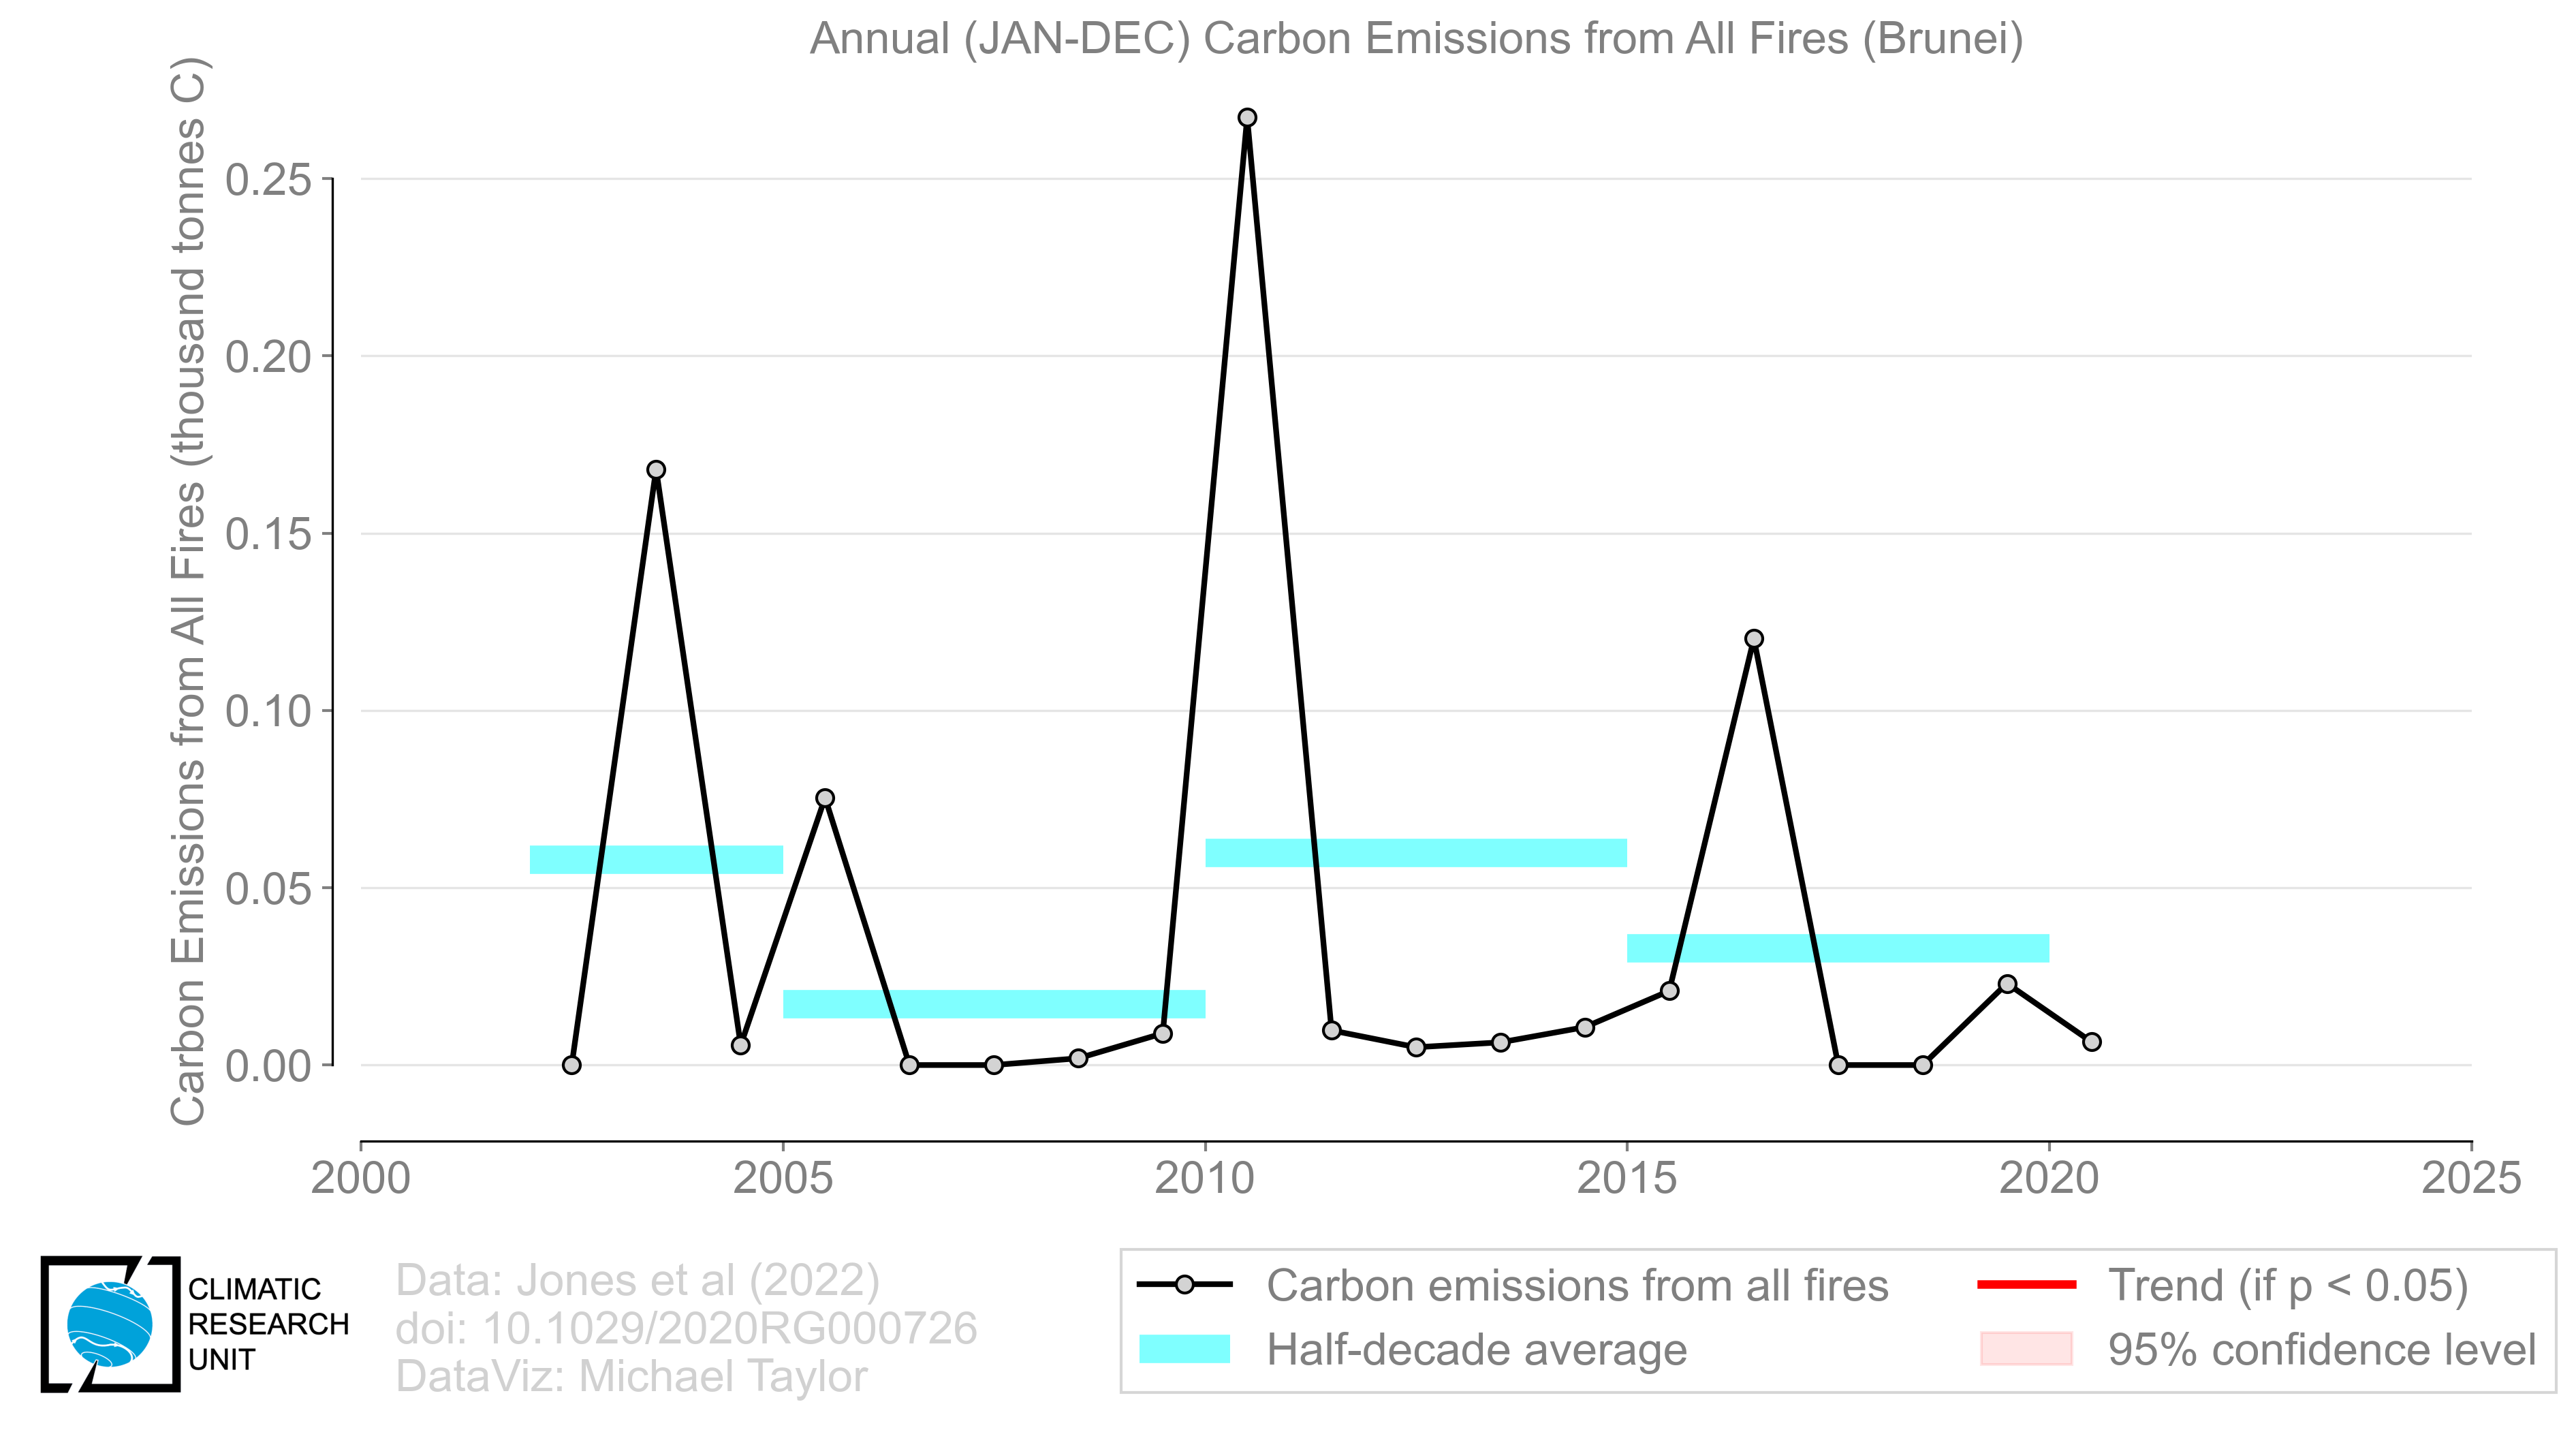 Annual (JAN-DEC) Carbon Emissions from All Fires (Brunei)
Carbon Emissions from All Fires (thousand tonnes C)
0.25
0.20
0.15
0.10
0.05
0.00
2000 2005 2010 2015 2020 2025
CLIMATIC
RESEARCH
UNIT
Data: Jones et al (2022)
doi: 10.1029/2020RG000726
DataViz: Michael Taylor
Carbon emissions from all fires
Half-decade average
Trend (if p < 0.05)
95% confidence level